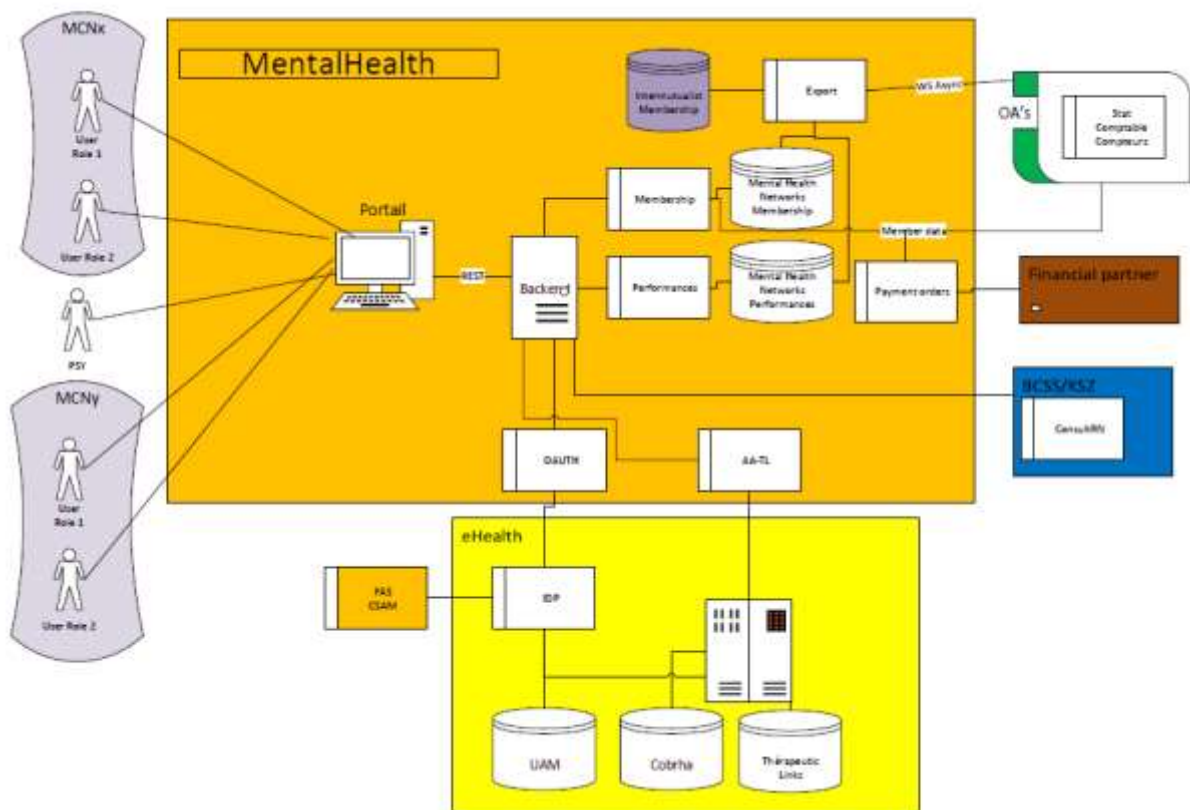 MCNx
User
Role 1
User Role 2
PSY
MCNy
User
Role 1
User Role 2
MentalHealth
Portail
REST
Backend
Intermutualist
Membership
Export
WS Async
OA's
Stat
Comptable
Compteurs
Membership
Mental Health
Networks
Membership
Member data
Performances
Mental Health
Networks
Performances
Payment orders
Financial partner
BCSS/KSZ
ConsultRN
OAUTH
AA-TL
eHealth
FAS
CSAM
IDP
UAM
Cobrha
Thérapeutic
Links